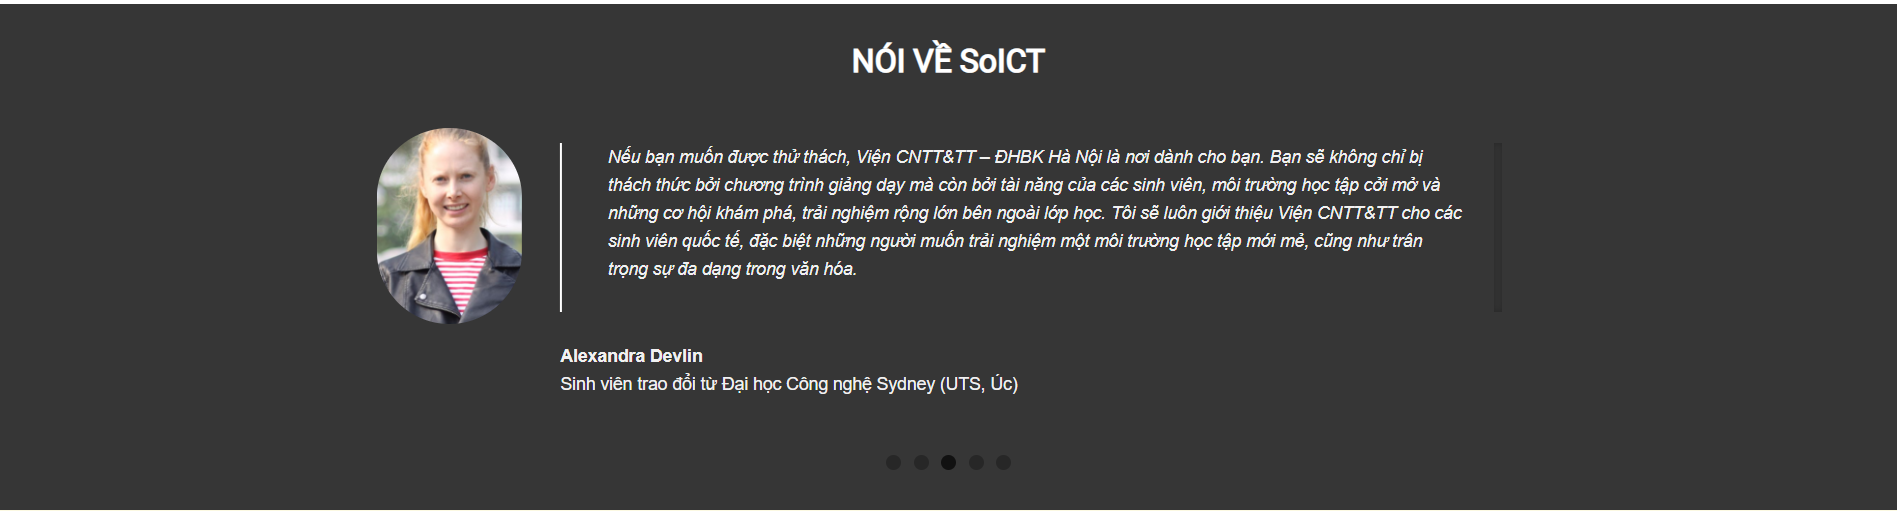 NÓI VỀ SoICT
Nếu bạn muốn được thử thách, Viện CNTT&TT – ĐHBK Hà Nội là nơi dành cho bạn. Bạn sẽ không chỉ bị
thách thức bởi chương trình giảng dạy mà còn bởi tài năng của các sinh viên, môi trường học tập cởi mở và
những cơ hội khám phá, trải nghiệm rộng lớn bên ngoài lớp học. Tôi sẽ luôn giới thiệu Viện CNTT&TT cho các
sinh viên quốc tế, đặc biệt những người muốn trải nghiệm một môi trường học tập mới mẻ, cũng như trân
trọng sự đa dạng trong văn hóa.
Alexandra Devlin
Sinh viên trao đổi từ Đại học Công nghệ Sydney (UTS, Úc)